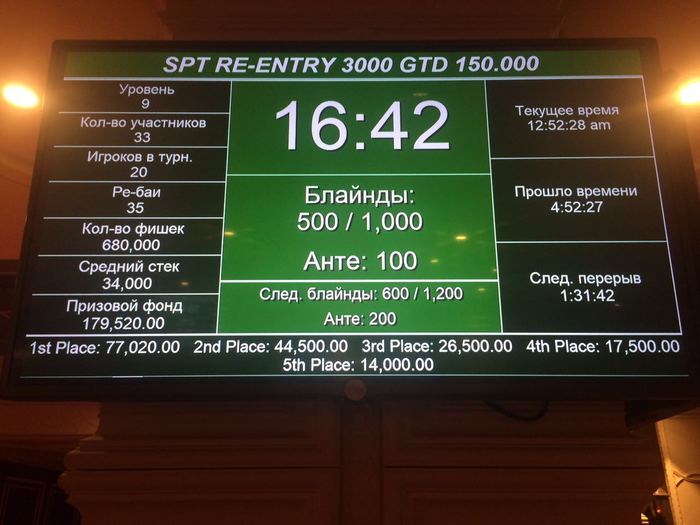 SPT RE-ENTRY 3000 GTD 150.000
Уровень
9
Кол-во участников
33
Игроков в турн.
20
Ре-баи
35
Кол-во фишек
680,000
Средний стек
34,000
Призовой фонд
179,520.00
16:42
Блайнды:
500 / 1,000
Анте: 100
След. блайнды: 600 / 1,200
Анте: 200
Текущее время
12:52:28 am
Прошло времени
4:52:27
След. перерыв
1:31:42
1st Place: 77,020.00 2nd Place: 44,500.00 3rd Place: 26,500.00 4th Place: 17,500.00
5th Place: 14,000.00